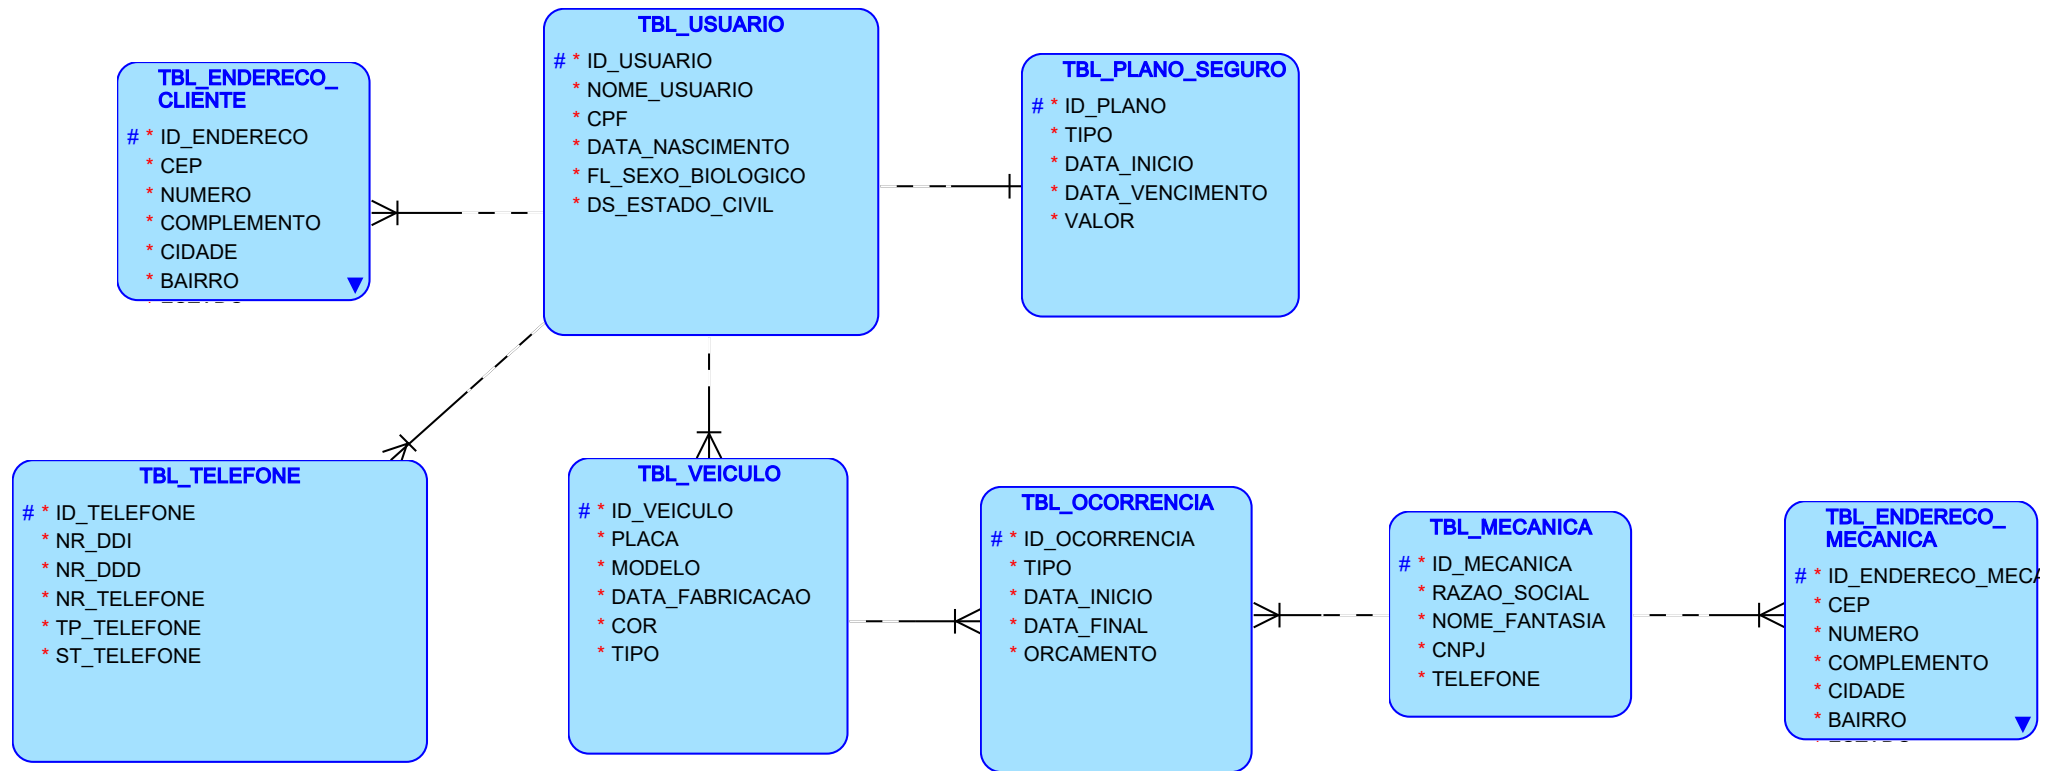 TBL_USUARIO
# * ID_USUARIO
* NOME_USUARIO
* CPF
* DATA_NASCIMENTO
* FL_SEXO_BIOLOGICO
* DS_ESTADO_CIVIL
TBL_ENDERECO_
CLIENTE
# * ID_ENDERECO
* CEP
* NUMERO
* COMPLEMENTO
* CIDADE
* BAIRRO
TBL_PLANO_SEGURO
# * ID_PLANO
* TIPO
* DATA_INICIO
* DATA_VENCIMENTO
* VALOR
TBL_TELEFONE
# * ID_TELEFONE
* NR_DDI
* NR_DDD
* NR_TELEFONE
* TP_TELEFONE
* ST_TELEFONE
TBL_VEICULO
# * ID_VEICULO
* PLACA
* MODELO
* DATA_FABRICACAO
* COR
* TIPO
TBL_OCORRENCIA
# * ID_OCORRENCIA
* TIPO
* DATA_INICIO
* DATA_FINAL
* ORCAMENTO
TBL_MECANICA
# * ID_MECANICA
* RAZAO_SOCIAL
* NOME_FANTASIA
* CNPJ
* TELEFONE
TBL_ENDERECO_
MECANICA
# * ID_ENDERECO_MECA
* CEP
* NUMERO
* COMPLEMENTO
* CIDADE
* BAIRRO